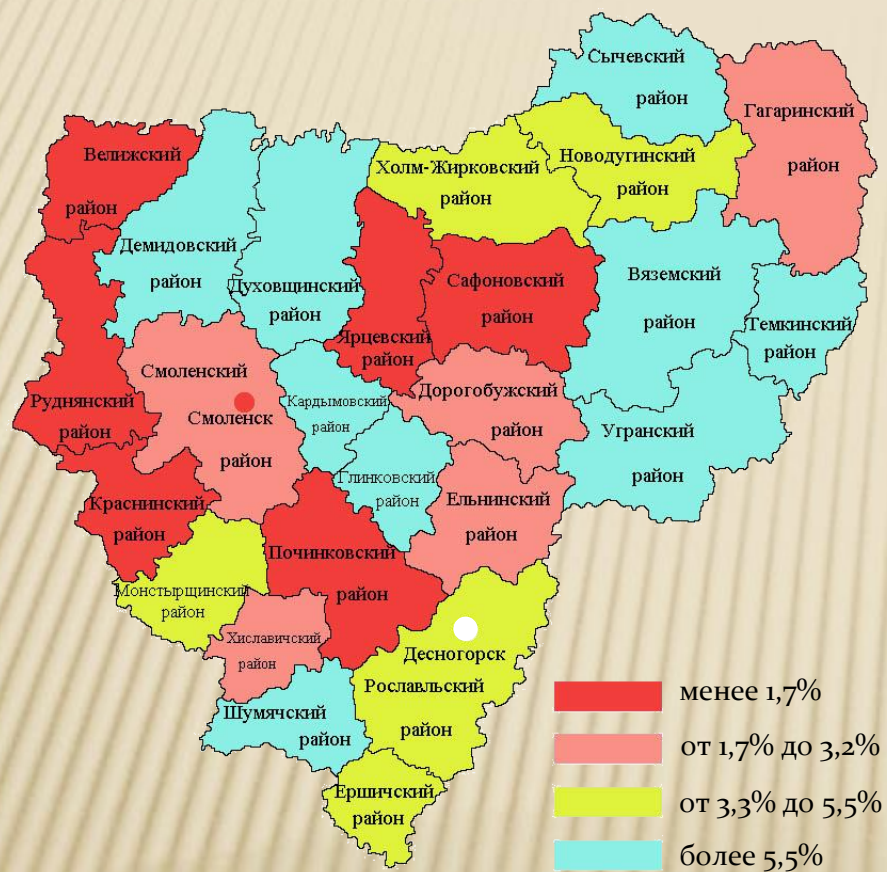 Сычевский
район
Гагаринский
район
Велижский
район
Холм-Жирковский
район
Новодугинский
район
Демидовский
район
Духовщинский
район
Ярцевский
район
Сафоновский
район
Вяземский
район
Темкинский
район
Руднянский
район
Смоленский
Смоленск
район
Кардымовский
район
Дорогобужский
район
Угранский
район
Глинковский
район
Ельнинский
район
Краснинский
район
Починковский
район
Монстырщинский
район
Хиславичский
район
Десногорск
Рославльский
район
Шумячский
район
Ершичский
район
менее 1,7%
от 1,7% до 3,2%
от 3,3% до 5,5%
более 5,5%